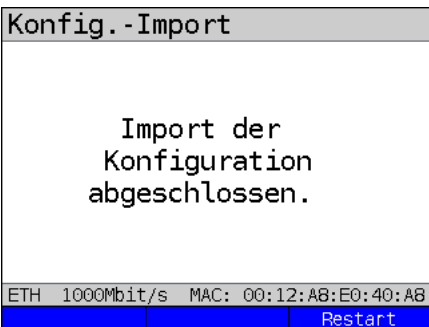 Konfig.-Import
Import der
Konfiguration
abgeschlossen.
ETH 1000Mbit/s MAC: 00:12:A8:E0:40:A8
Restart